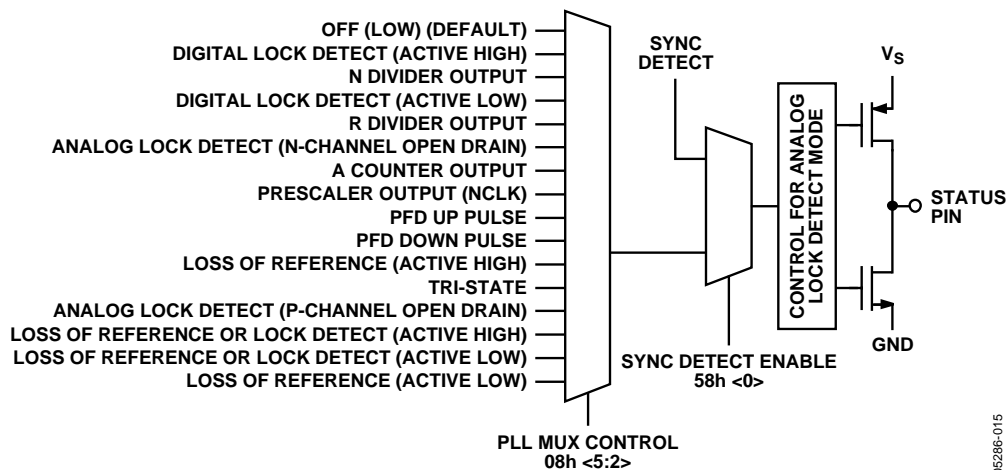 OFF (LOW) (DEFAULT)
DIGITAL LOCK DETECT (ACTIVE HIGH)
N DIVIDER OUTPUT
DIGITAL LOCK DETECT (ACTIVE LOW)
R DIVIDER OUTPUT
ANALOG LOCK DETECT (N-CHANNEL OPEN DRAIN)
A COUNTER OUTPUT
PRESCALER OUTPUT (NCLK)
PFD UP PULSE
PFD DOWN PULSE
LOSS OF REFERENCE (ACTIVE HIGH)
TRI-STATE
ANALOG LOCK DETECT (P-CHANNEL OPEN DRAIN)
LOSS OF REFERENCE OR LOCK DETECT (ACTIVE HIGH)
LOSS OF REFERENCE OR LOCK DETECT (ACTIVE LOW)
LOSS OF REFERENCE (ACTIVE LOW)
PLL MUX CONTROL
08h <5:2>
SYNC
DETECT
SYNC DETECT ENABLE
58h <0>
CONTROL FOR ANALOG
LOCK DETECT MODE
VS
STATUS
PIN
GND
05286-015